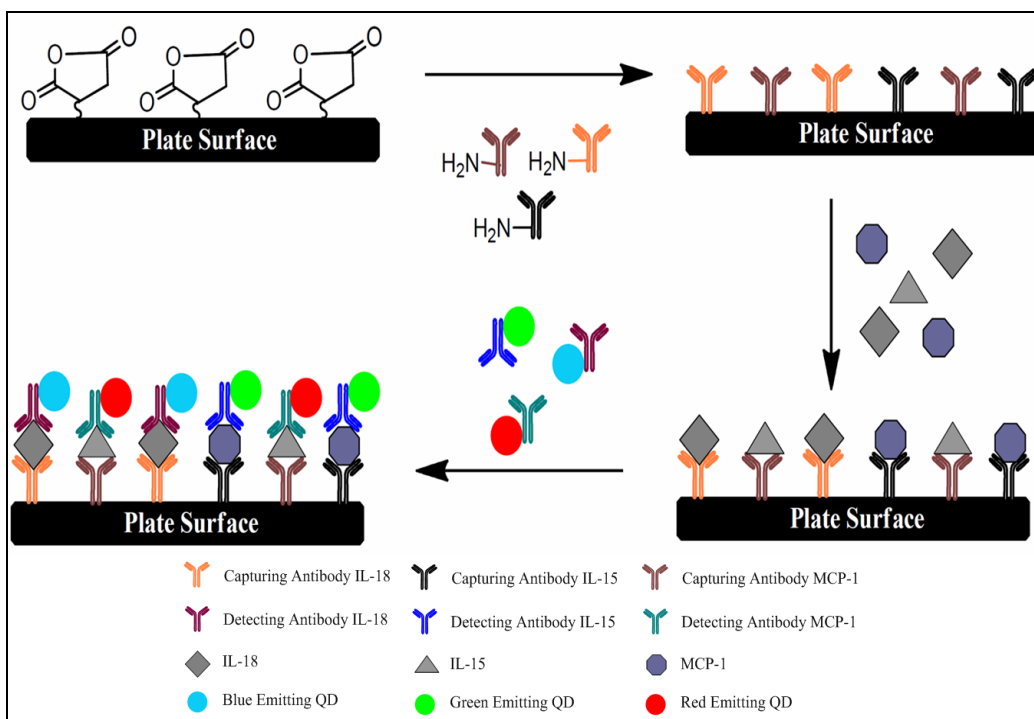 O
O
O
O
O
O
O
O
O
Plate Surface
H2N
H2N
H2N
Plate Surface
Plate Surface
Plate Surface
Capturing Antibody IL-18
Capturing Antibody IL-15
Capturing Antibody MCP-1
Detecting Antibody IL-18
Detecting Antibody IL-15
Detecting Antibody MCP-1
IL-18
IL-15
MCP-1
Blue Emitting QD
Green Emitting QD
Red Emitting QD